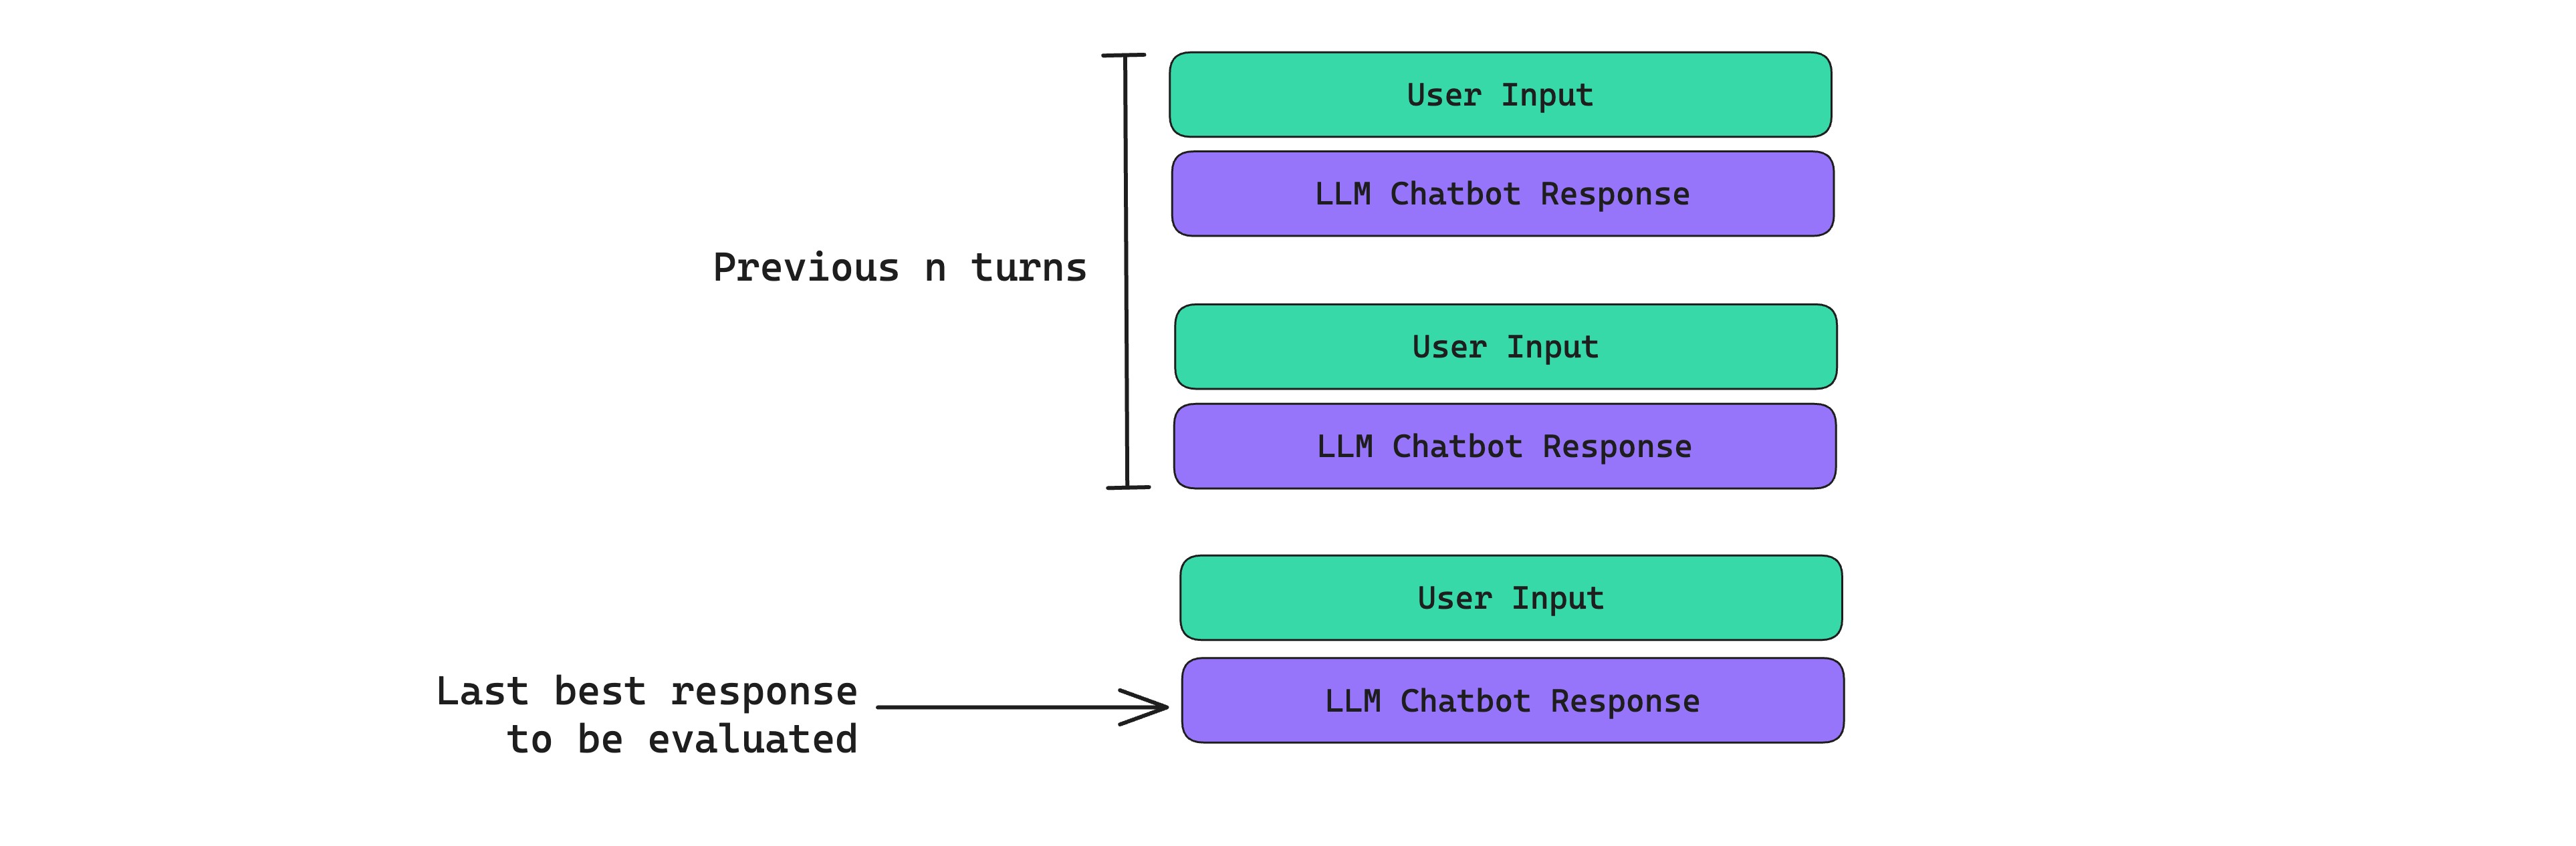 User Input
LLM Chatbot Response
Previous n turns
User Input
LLM Chatbot Response
User Input
Last best response
to be evaluated
LLM Chatbot Response